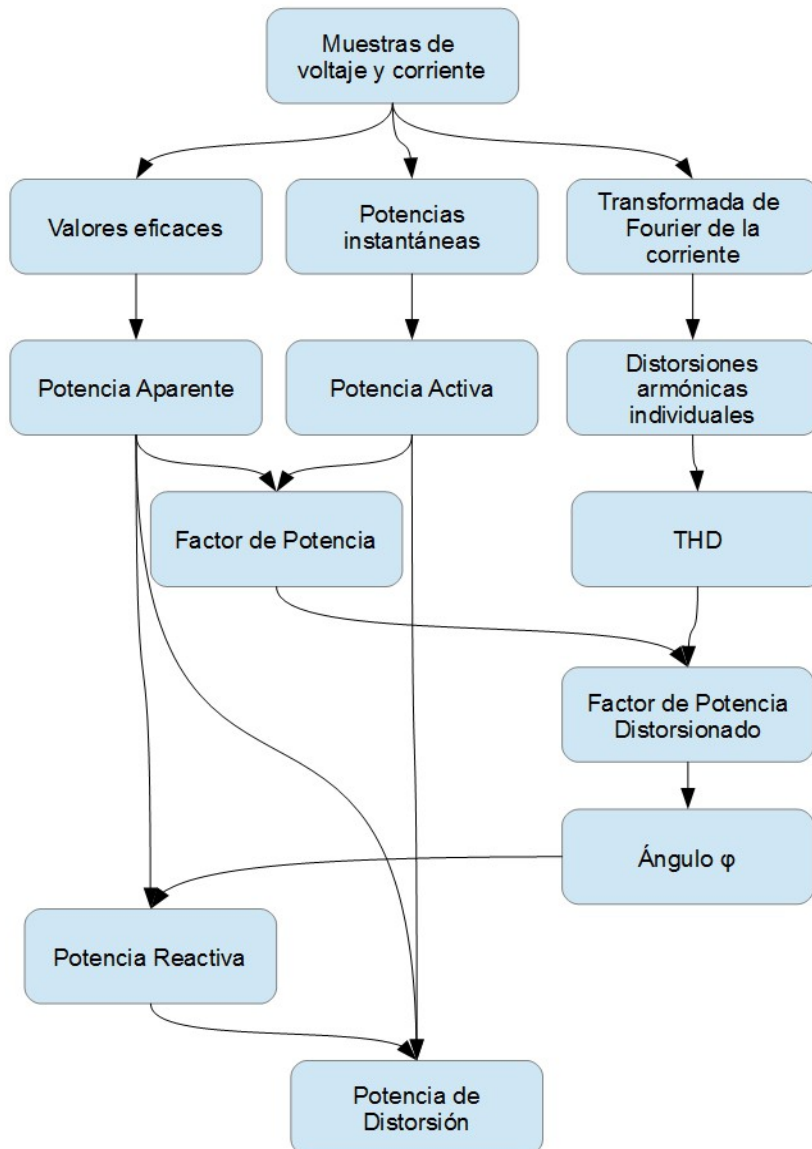 Muestras de
voltaje y corriente
Valores eficaces
Potencias
instantáneas
Transformada de
Fourier de la
corriente
Potencia Aparente
Potencia Activa
Distorsiones
armónicas
individuales
Factor de Potencia
THD
Factor de Potencia
Distorsionado
Ángulo φ
Potencia Reactiva
Potencia de
Distorsión